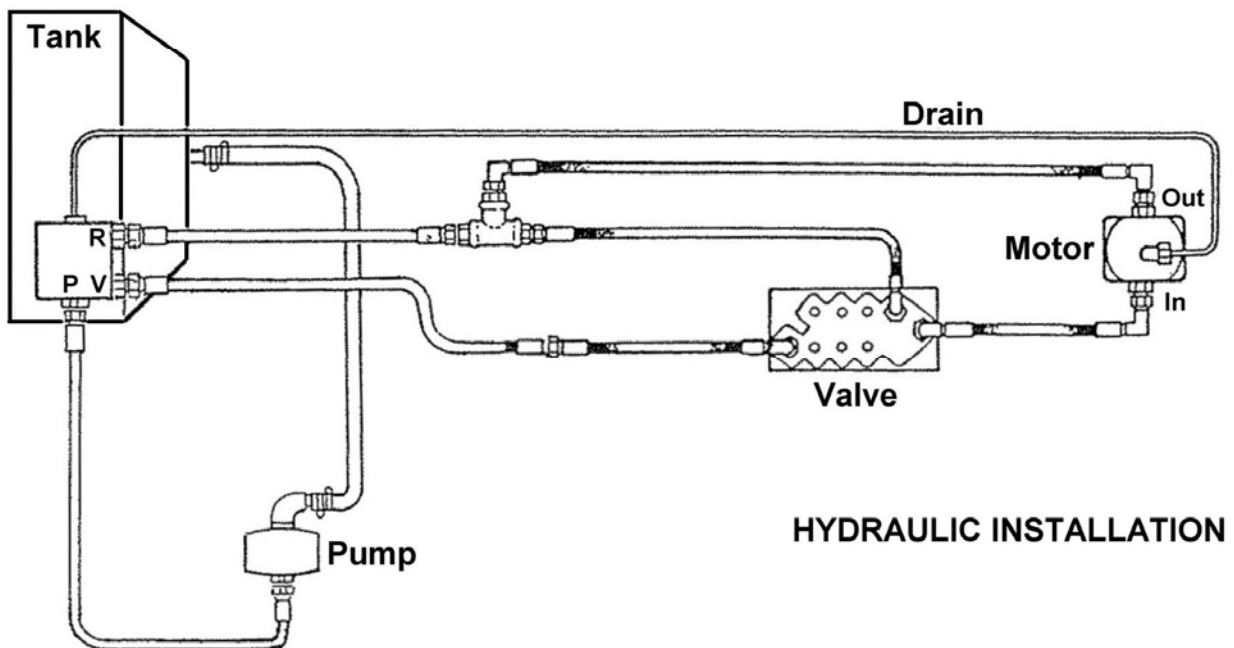 Tank
Drain
Out
R
Motor
P V
In
Valve
HYDRAULIC INSTALLATION
Pump